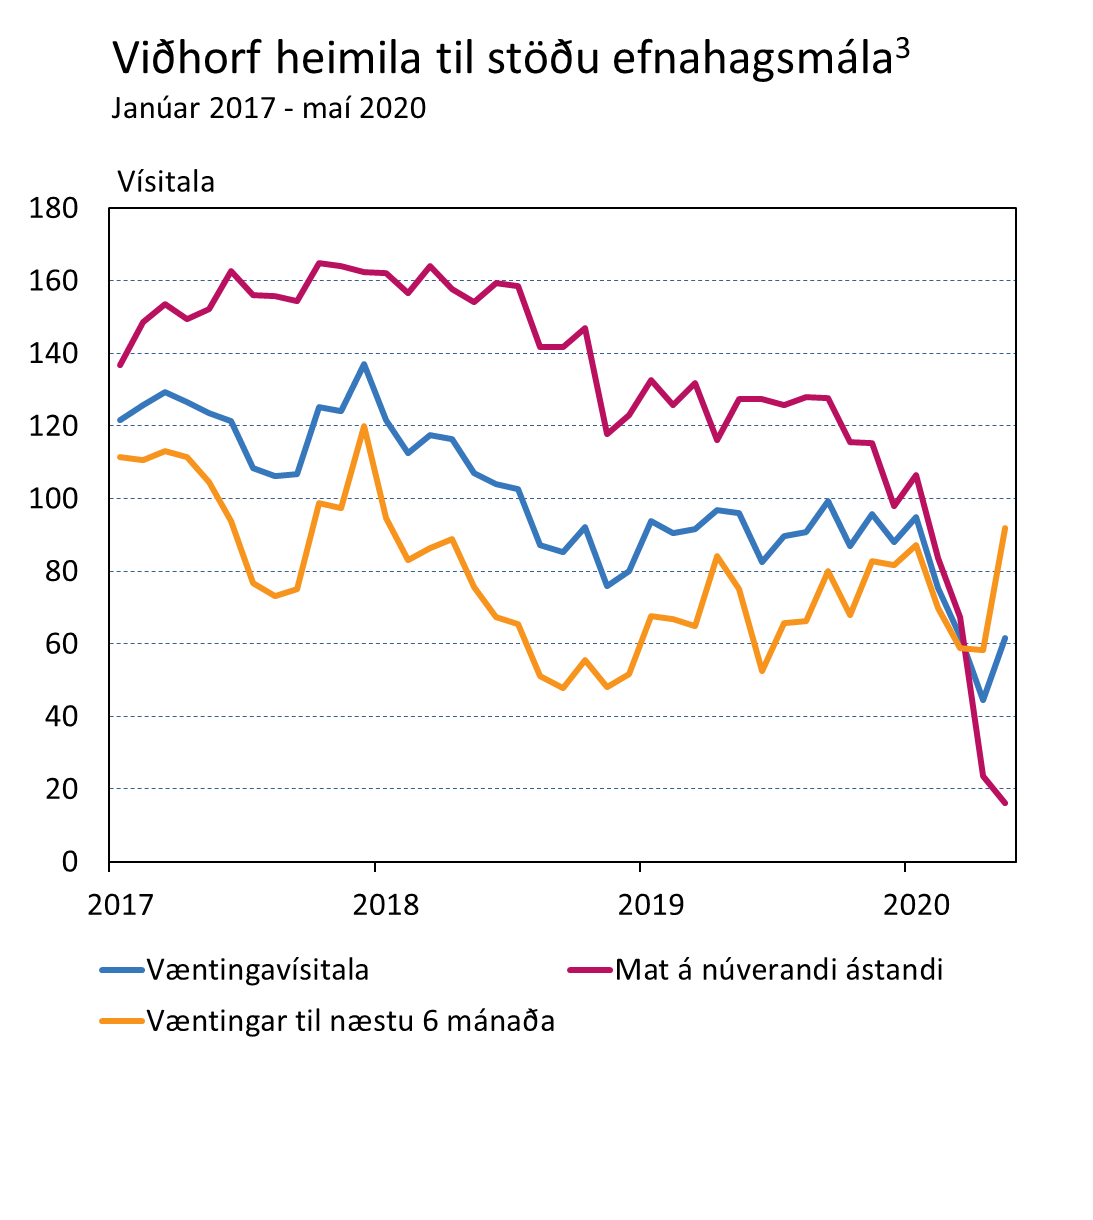 Viðhorf heimila til stöðu efnahagsmála³
Janúar 2017 - maí 2020
Vísitala
180
160
140
120
100
80
60
40
20
0
2017 2018 2019 2020
Væntingavísitala Mat á núverandi ástandi
Væntingar til næstu 6 mánaða